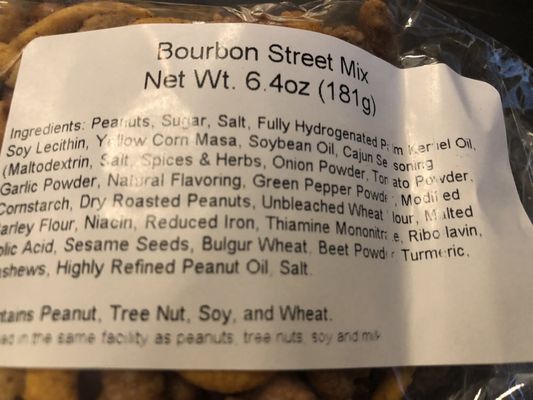 Bourbon Street Mix
Net Wt. 6.4oz (181g)
Ingredients: Peanuts, Sugar, Salt, Fully Hydrogenated Palm Kernel Oil,
Soy Lecithin, Yellow Corn Masa, Soybean Oil, Cajun Seasoning
(Maltodextrin, Salt, Spices & Herbs, Onion Powder, Tomato Powder,
Garlic Powder, Natural Flavoring, Green Pepper Powder, Modified
Cornstarch, Dry Roasted Peanuts, Unbleached Wheat Flour, Malted
Barley Flour, Niacin, Reduced Iron, Thiamine Mononitrate, Riboflavin,
olic Acid, Sesame Seeds, Bulgur Wheat, Beet Powder Turmeric,
ashews, Highly Refined Peanut Oil, Salt.
ntains Peanut, Tree Nut, Soy, and Wheat.
in the same facility as peanuts, tree nuts, soy and milk